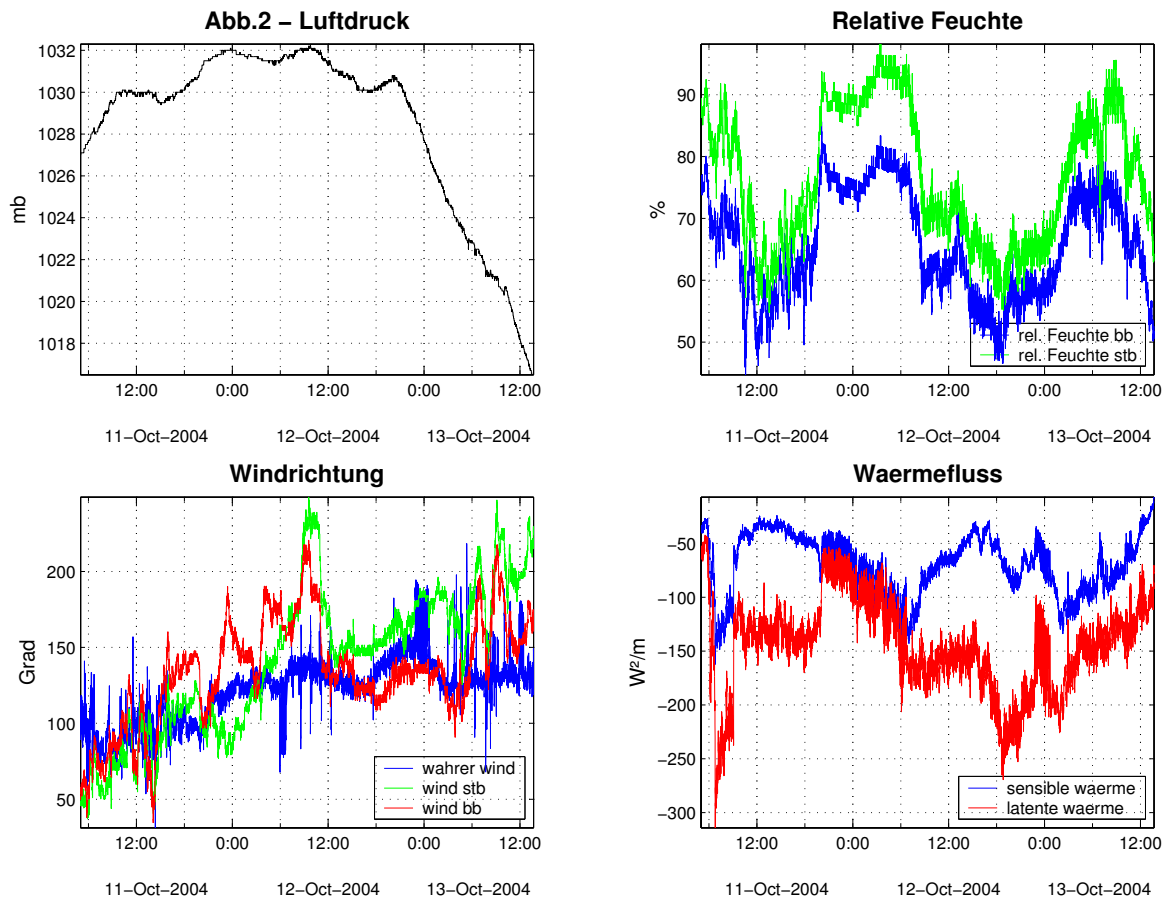 Abb.2 − Luftdruck
mb
1032
1030
1028
1026
1024
1022
1020
1018
12:00 0:00 12:00 0:00 12:00
11−Oct−2004 12−Oct−2004 13−Oct−2004
Relative Feuchte
%
90
80
70
60
50
rel. Feuchte bb
rel. Feuchte stb
12:00 0:00 12:00 0:00 12:00
11−Oct−2004 12−Oct−2004 13−Oct−2004
Windrichtung
Grad
200
150
100
50
wahrer wind
wind stb
wind bb
12:00 0:00 12:00 0:00 12:00
11−Oct−2004 12−Oct−2004 13−Oct−2004
Waermefluss
W²/m
−50
−100
−150
−200
−250
−300
sensible waerme
latente waerme
12:00 0:00 12:00 0:00 12:00
11−Oct−2004 12−Oct−2004 13−Oct−2004